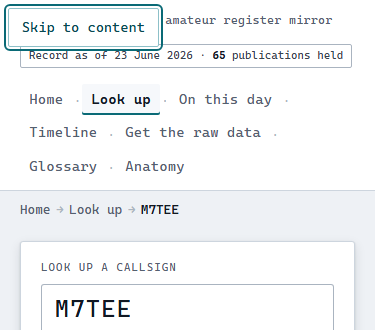 Skip to content amateur register mirror
Record as of 23 June 2026 · 65 publications held
Home · Look up · On this day ·
Timeline · Get the raw data ·
Glossary · Anatomy
Home → Look up → M7TEE
LOOK UP A CALLSIGN
M7TEE